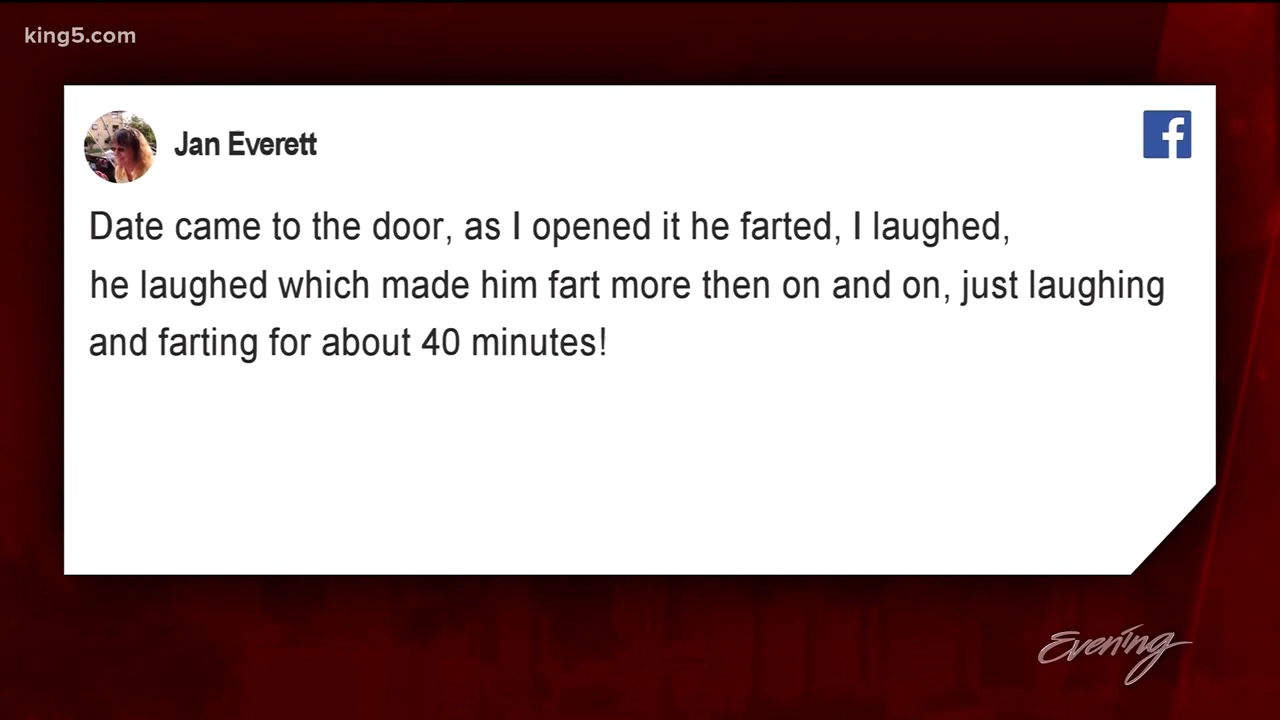 king5.com
Jan Everett
Date came to the door, as I opened it he farted, I laughed,
he laughed which made him fart more then on and on, just laughing
and farting for about 40 minutes!
Evening